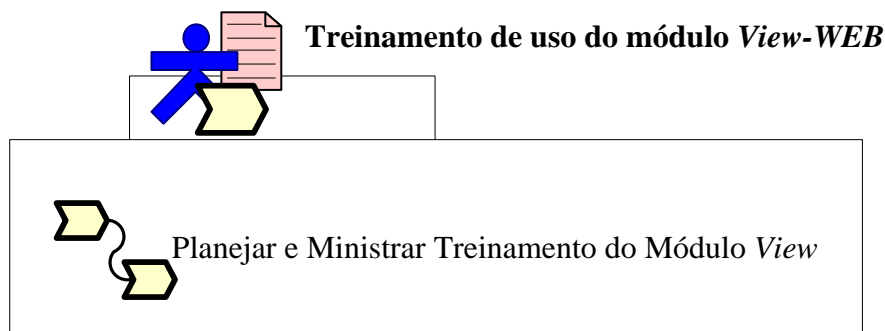 Treinamento de uso do módulo View-WEB
Planejar e Ministrar Treinamento do Módulo View